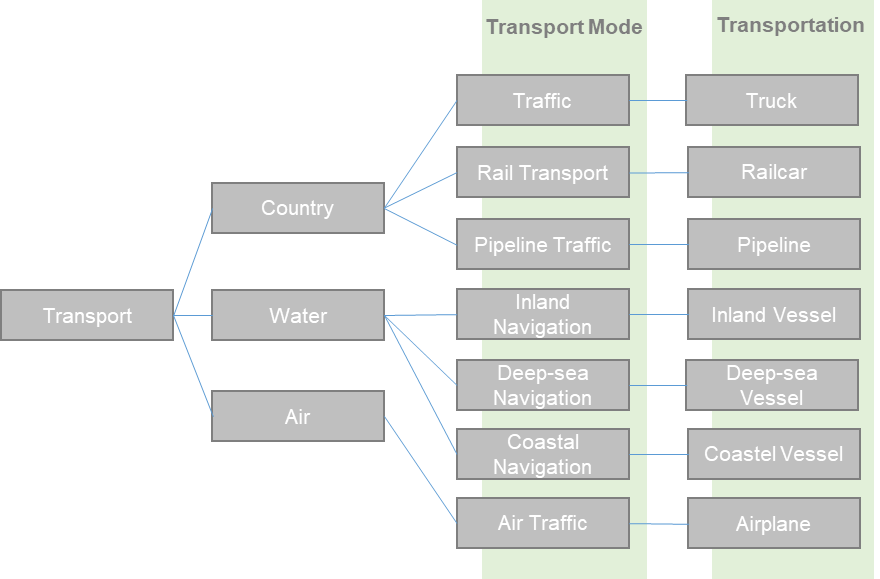 Transport Mode
Transportation
Traffic
Truck
Rail Transport
Railcar
Country
Pipeline Traffic
Pipeline
Transport
Water
Inland
Navigation
Inland Vessel
Deep-sea
Navigation
Deep-sea
Vessel
Air
Coastal
Navigation
Coastel Vessel
Air Traffic
Airplane